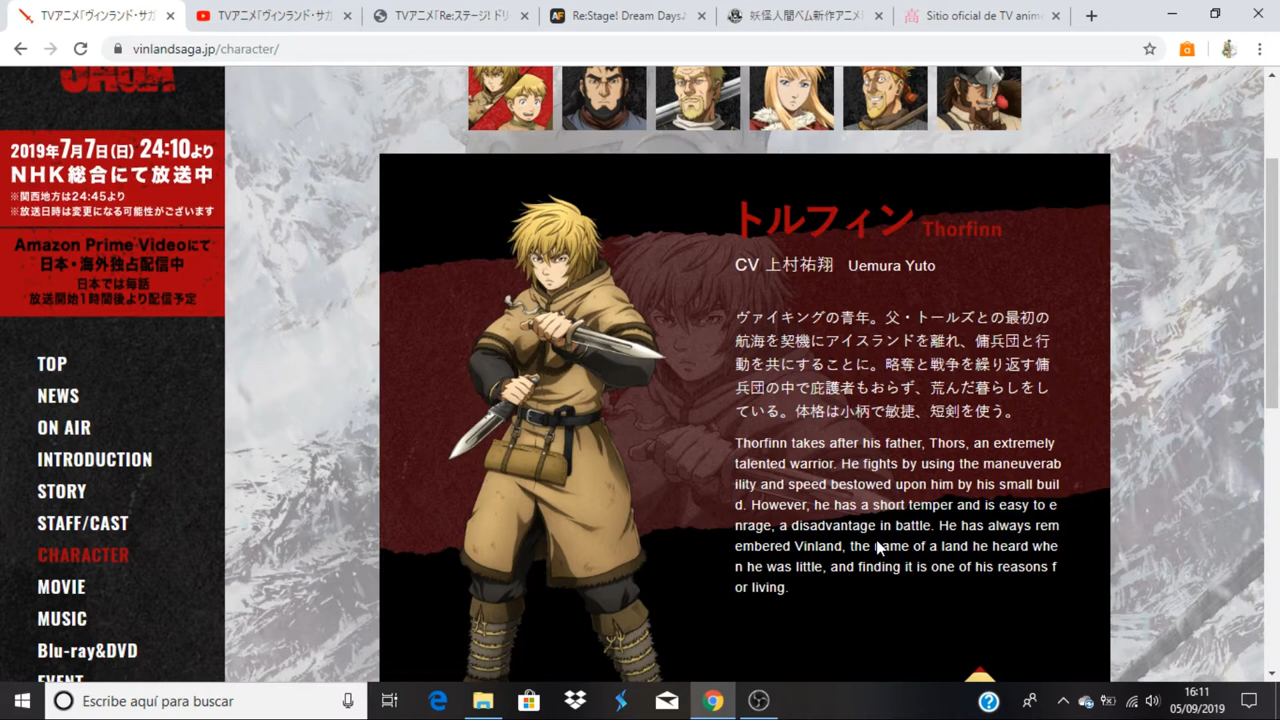 TVアニメ「ヴィンランド・サガ
TVアニメ「ヴィンランド・サガ
TVアニメ「Re:ステージ! ドリ
Re:Stage! Dream Days♪
妖怪人間ベム新作アニメ
Sitio oficial de TV anime
vinlandsaga.jp/character/
SAGA
2019年7月7日(日) 24:10より
NHK総合にて放送中
※関西地方は24:45より
※放送日時は変更になる可能性がございます
Amazon Prime Videoにて
日本・海外独占配信中
日本では毎話
放送開始1時間後より配信予定
TOP
NEWS
ON AIR
INTRODUCTION
STORY
STAFF/CAST
CHARACTER
MOVIE
MUSIC
Blu-ray&DVD
EVENT
トルフィン Thorfinn
CV 上村祐翔 Uemura Yuto
ヴァイキングの青年。父・トールズとの最初の
航海を契機にアイスランドを離れ、傭兵団と行
動を共にすることに。略奪と戦争を繰り返す傭
兵団の中で庇護者もおらず、荒んだ暮らしをし
ている。体格は小柄で敏捷、短剣を使う。
Thorfinn takes after his father, Thors, an extremely
talented warrior. He fights by using the maneuverab
ility and speed bestowed upon him by his small buil
d. However, he has a short temper and is easy to e
nrage, a disadvantage in battle. He has always rem
embered Vinland, the name of a land he heard whe
n he was little, and finding it is one of his reasons f
or living.
Escribe aquí para buscar
16:11
05/09/2019